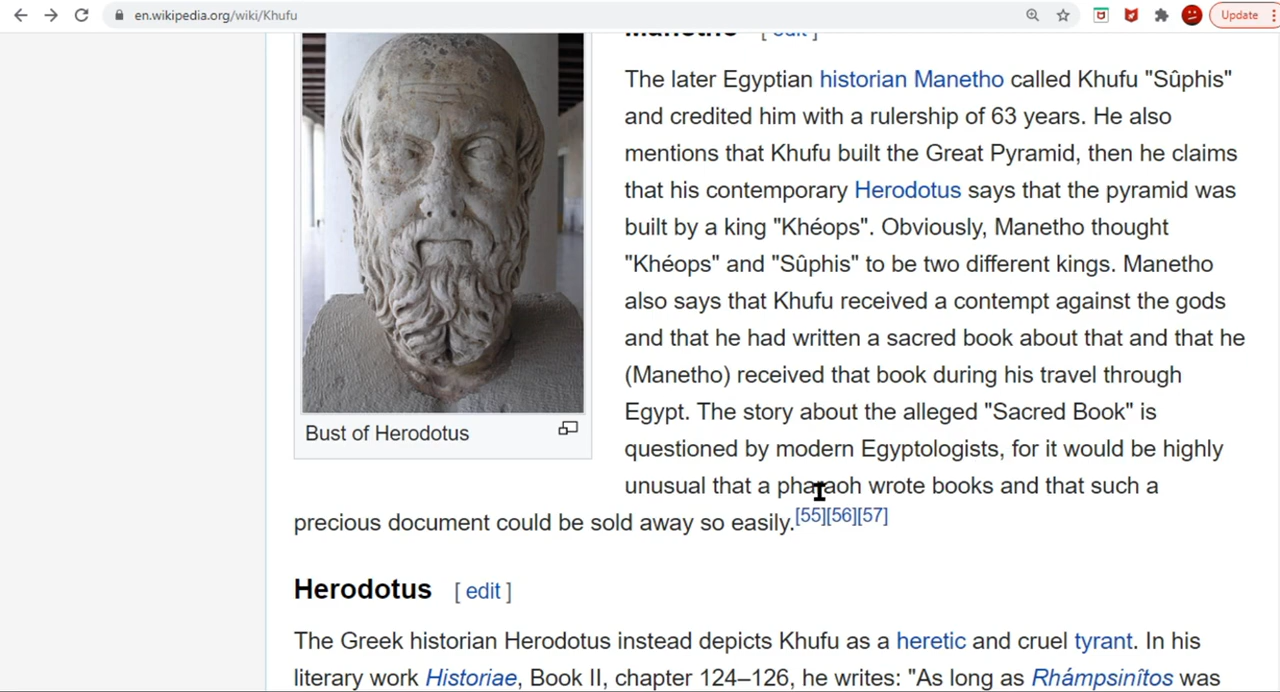 en.wikipedia.org/wiki/Khufu
Update
Manetho [ edit ]
The later Egyptian historian Manetho called Khufu "Sûphis"
and credited him with a rulership of 63 years. He also
mentions that Khufu built the Great Pyramid, then he claims
that his contemporary Herodotus says that the pyramid was
built by a king "Khéops". Obviously, Manetho thought
"Khéops" and "Sûphis" to be two different kings. Manetho
also says that Khufu received a contempt against the gods
and that he had written a sacred book about that and that he
(Manetho) received that book during his travel through
Egypt. The story about the alleged "Sacred Book" is
questioned by modern Egyptologists, for it would be highly
unusual that a pharaoh wrote books and that such a
precious document could be sold away so easily.[55][56][57]
Bust of Herodotus
Herodotus [ edit ]
The Greek historian Herodotus instead depicts Khufu as a heretic and cruel tyrant. In his
literary work Historiae, Book II, chapter 124–126, he writes: "As long as Rhámpsinîtos was